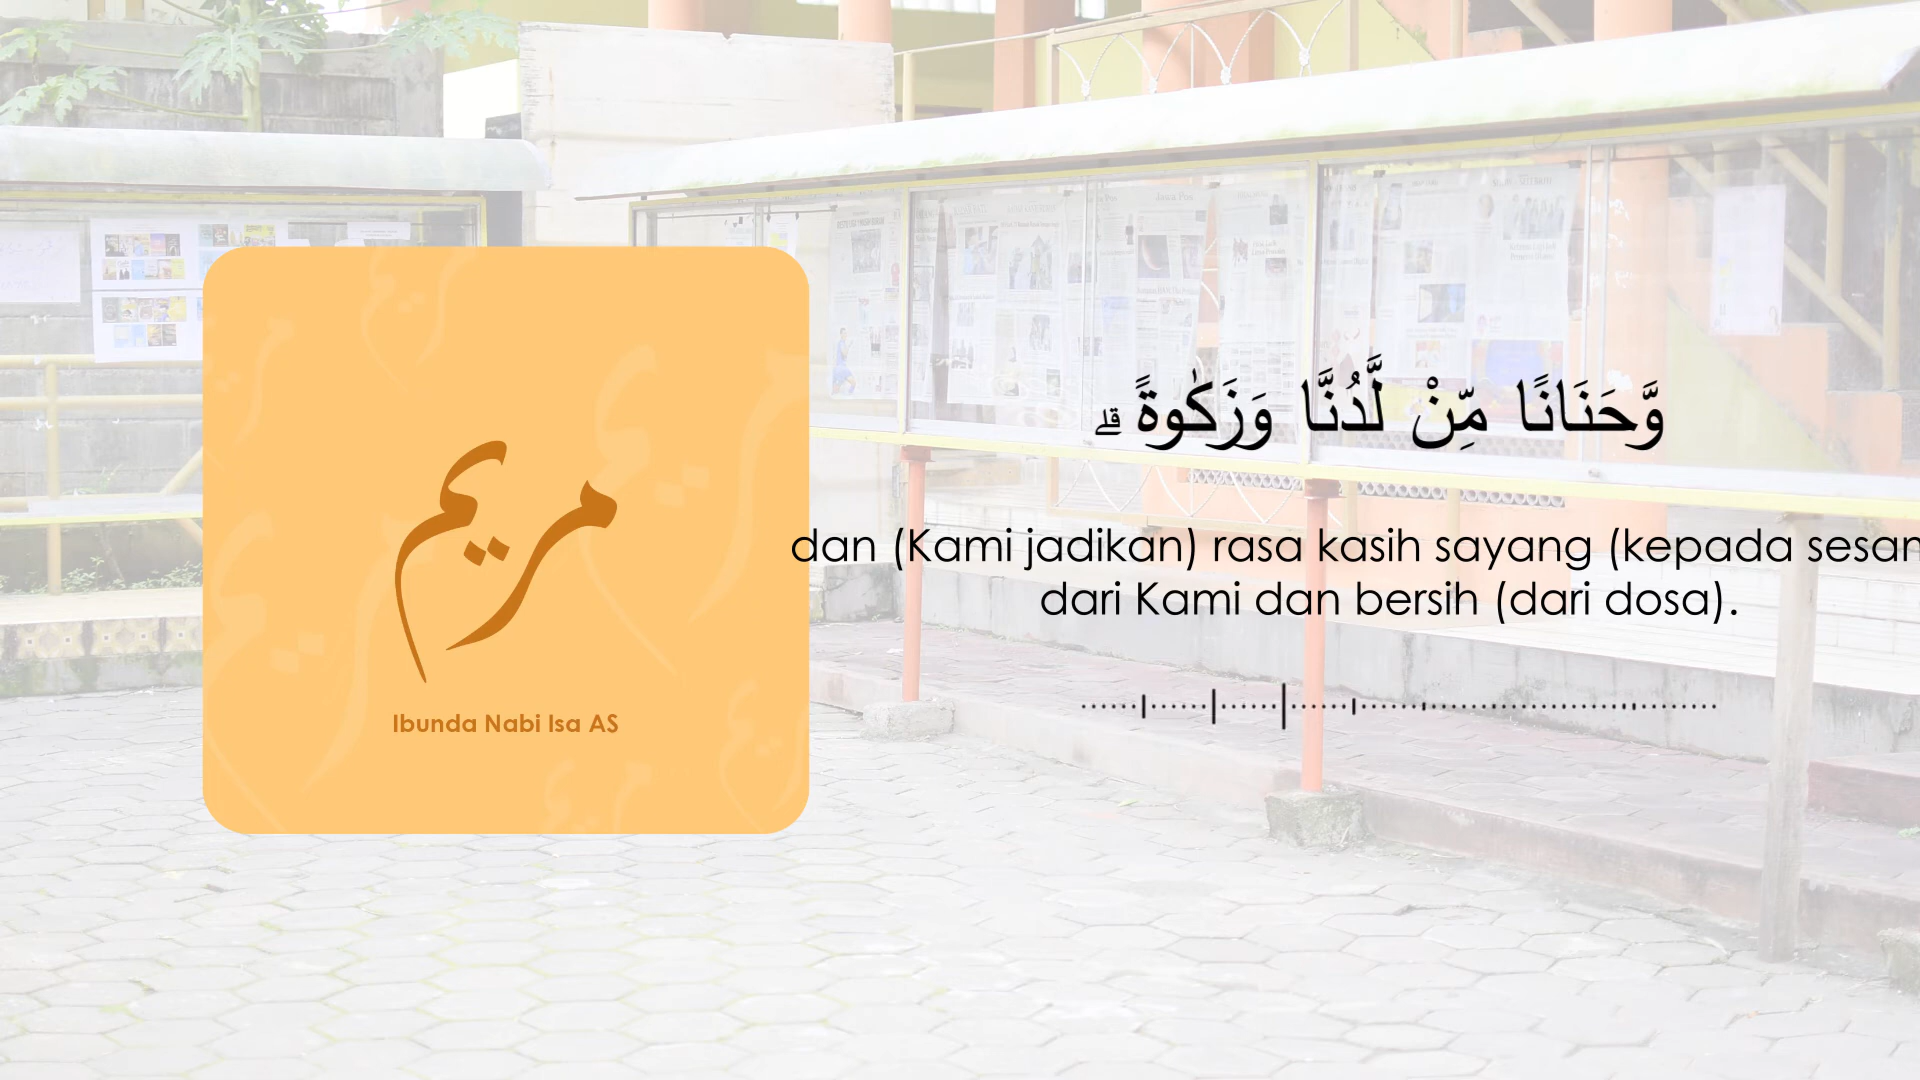 مريم
Ibunda Nabi Isa AS
وَّحَنَانًا مِّنْ لَّدُنَّا وَزَكٰوةً ۗ
dan (Kami jadikan) rasa kasih sayang (kepada
dari Kami dan bersih (dari dosa).